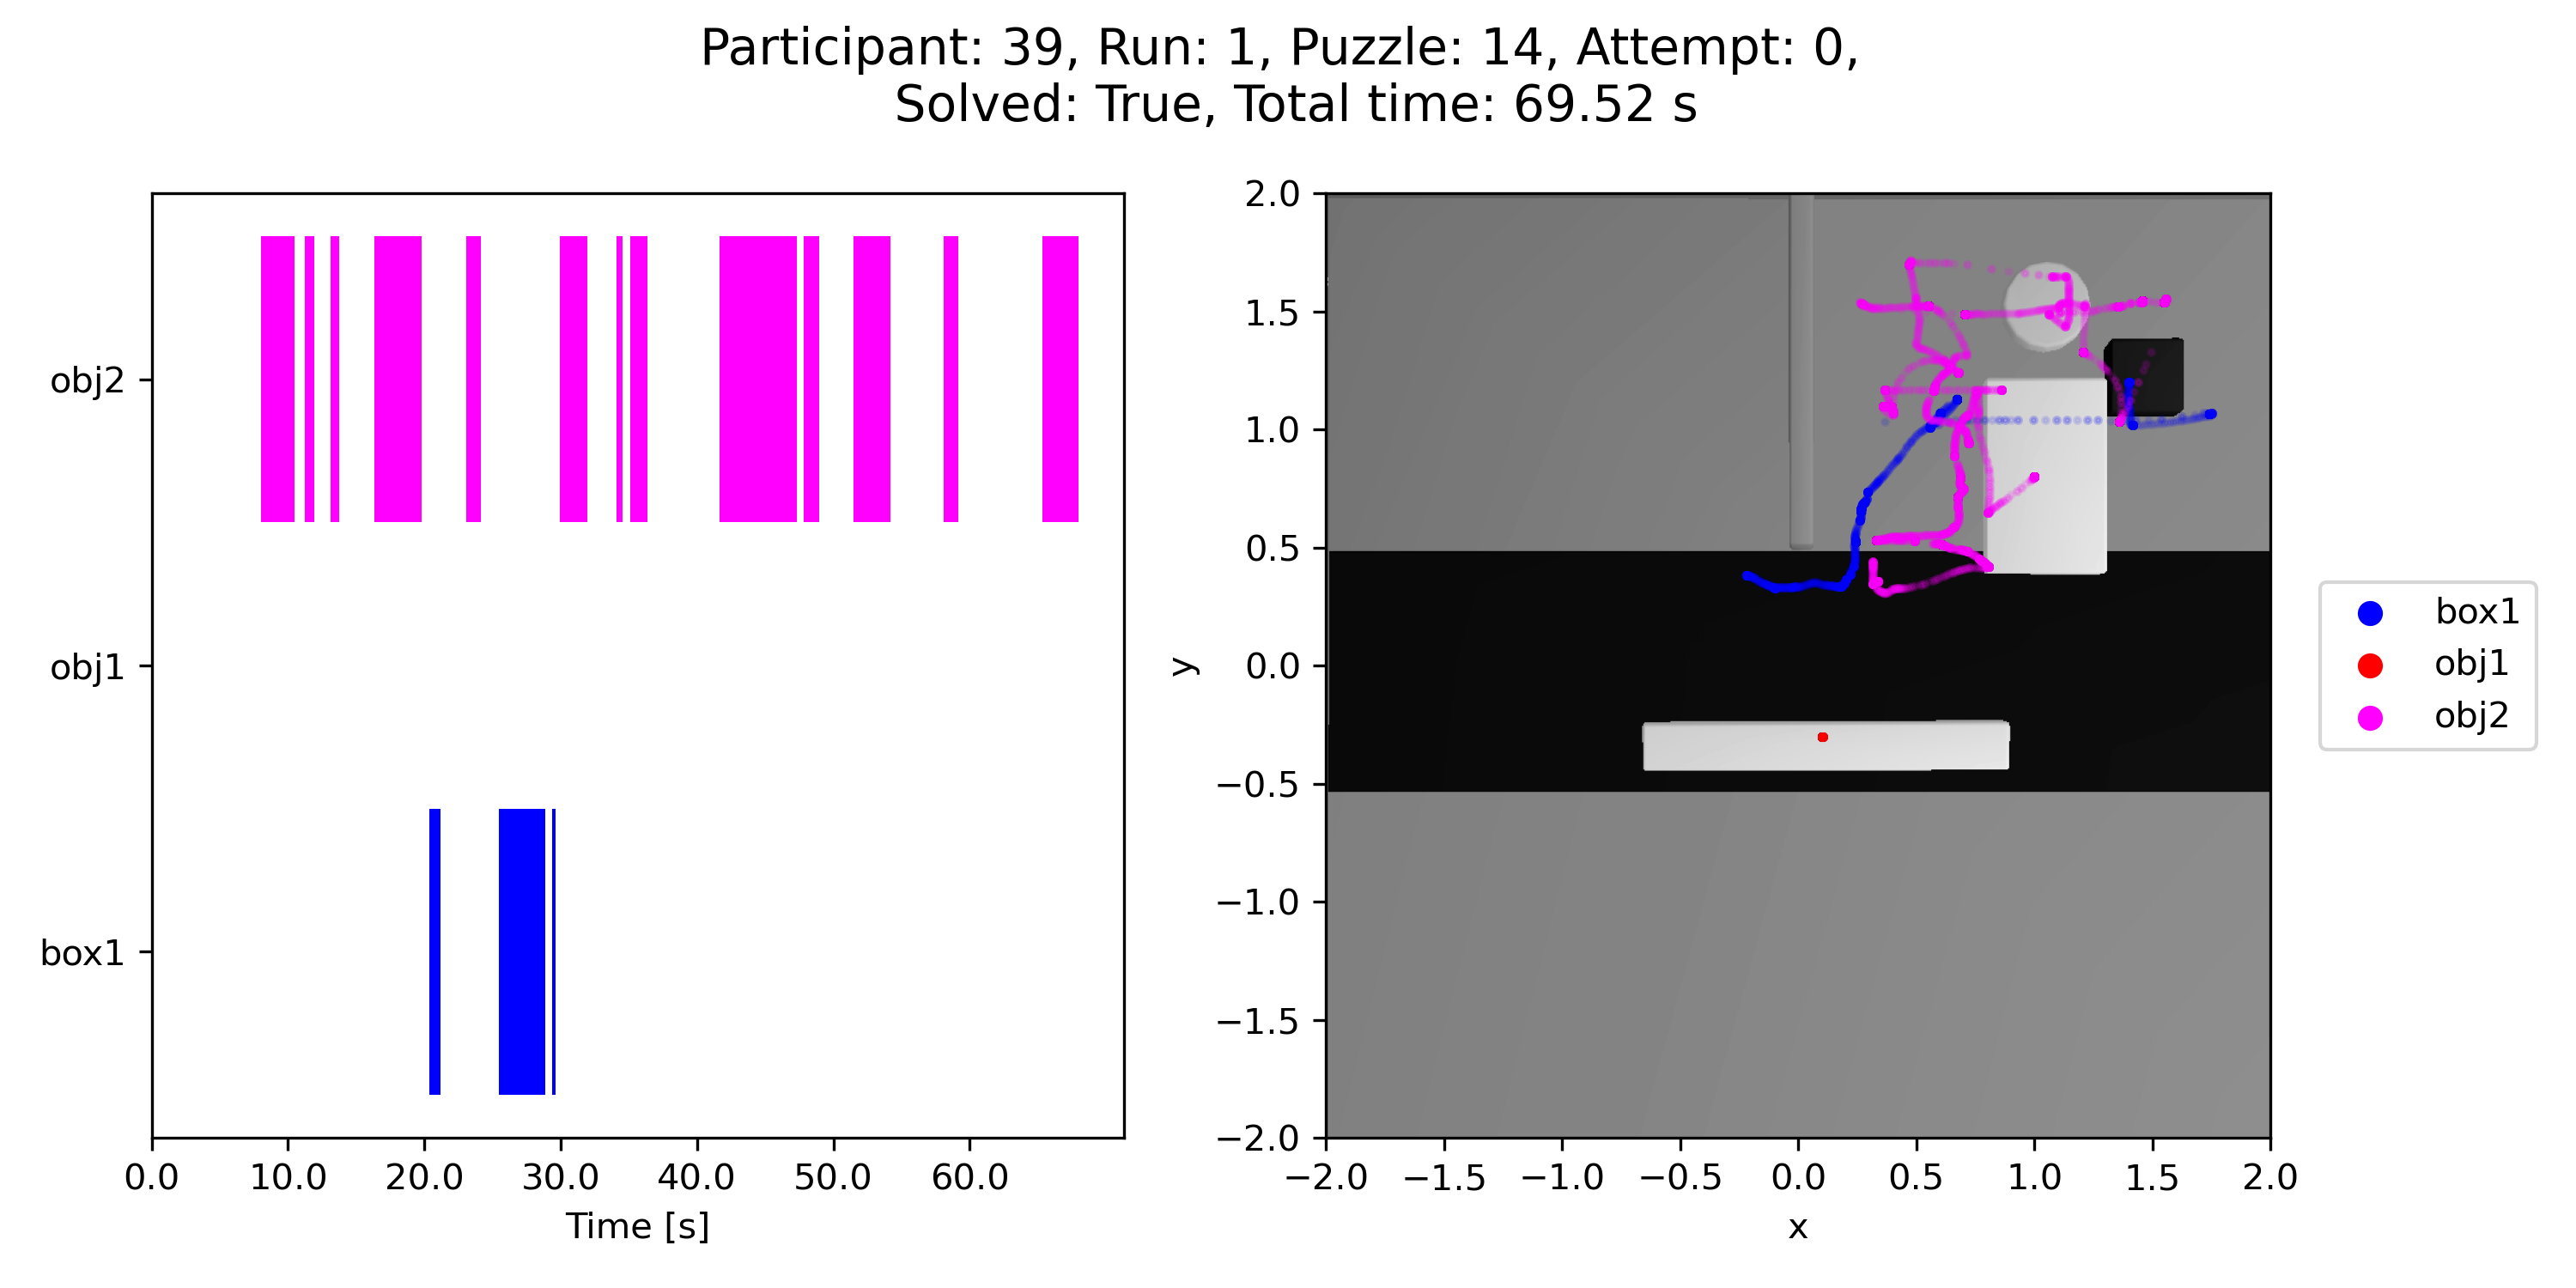 Participant: 39, Run: 1, Puzzle: 14, Attempt: 0,
Solved: True, Total time: 69.52 s
obj2
obj1
box1
0.0 10.0 20.0 30.0 40.0 50.0 60.0
Time [s]
2.0
1.5
1.0
0.5
0.0
−0.5
−1.0
−1.5
−2.0
y
−2.0 −1.5 −1.0 −0.5 0.0 0.5 1.0 1.5 2.0
x
box1
obj1
obj2